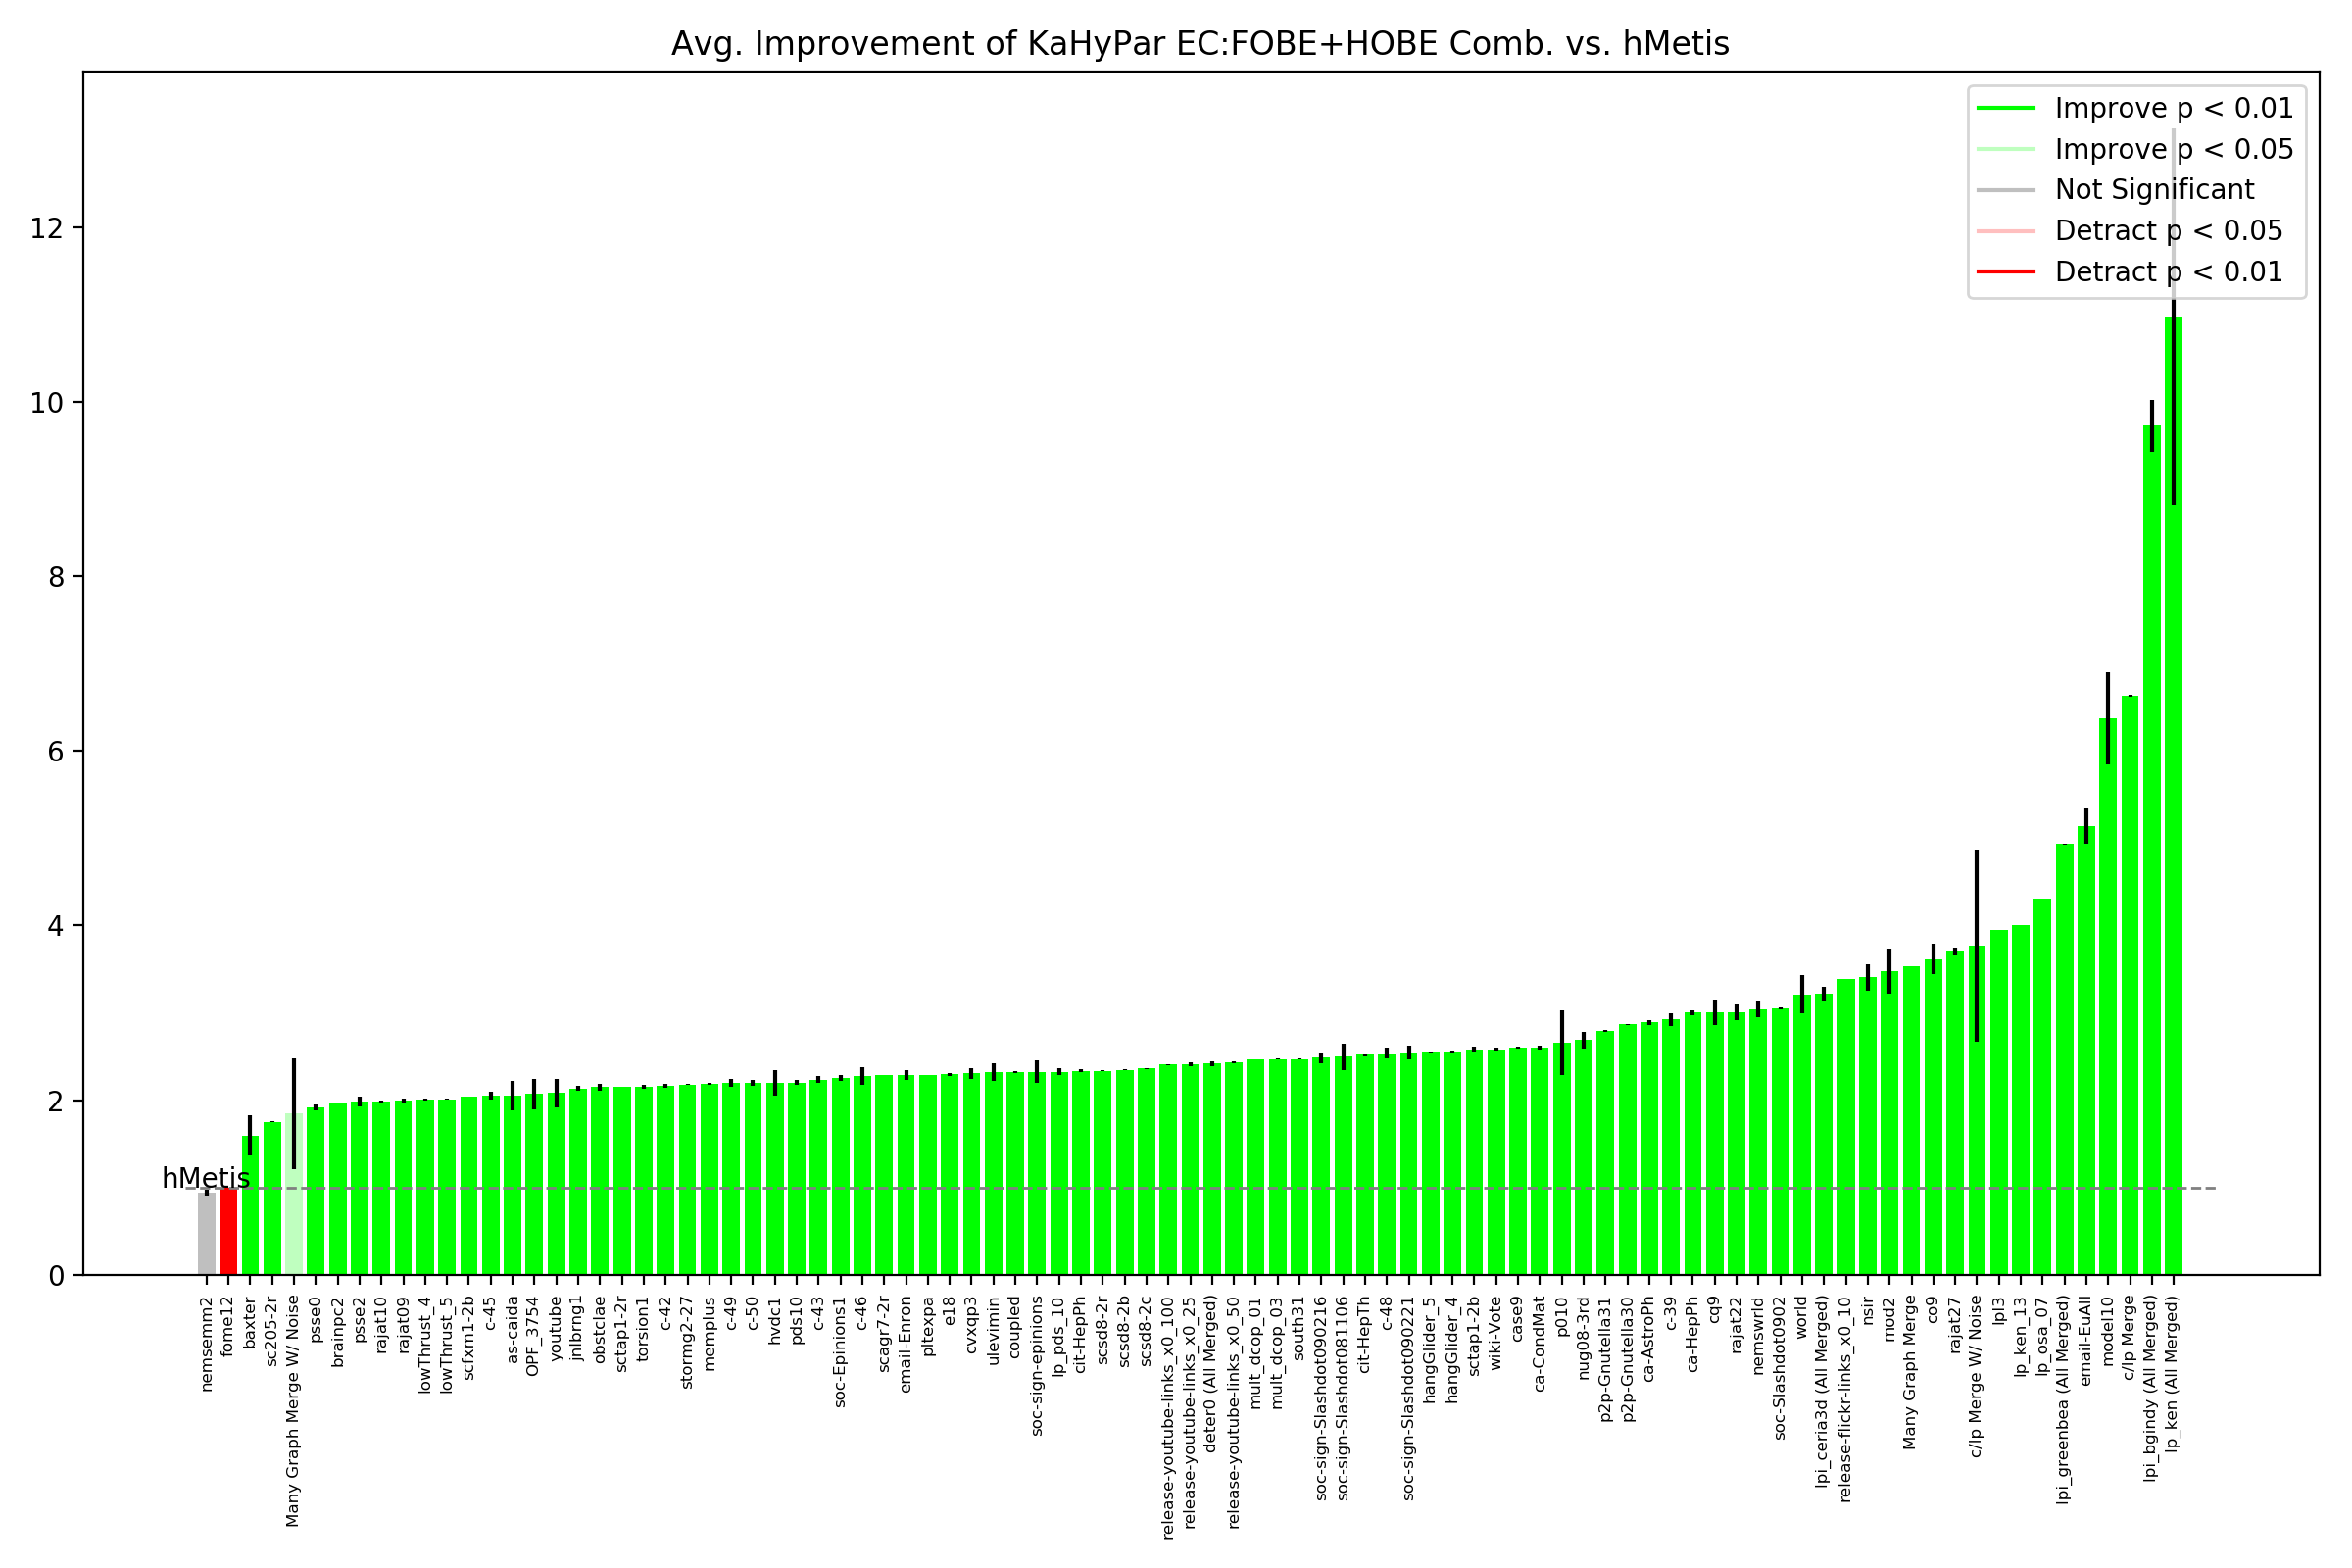 Avg. Improvement of KaHyPar EC:FOBE+HOBE Comb. vs. hMetis
Improve p < 0.01
Improve p < 0.05
Not Significant
Detract p < 0.05
Detract p < 0.01
12
10
8
6
4
2
0
hMetis
nemsemm2
fome12
baxter
sc205-2r
Many Graph Merge W/ Noise
psse0
brainpc2
psse2
rajat10
rajat09
lowThrust_4
lowThrust_5
scfxm1-2b
c-45
as-caida
OPF_3754
youtube
jnlbrng1
obstclae
sctap1-2r
torsion1
c-42
stormg2-27
memplus
c-49
c-50
hvdc1
pds10
c-43
soc-Epinions1
c-46
scagr7-2r
email-Enron
pltexpa
e18
cvxqp3
ulevimin
coupled
soc-sign-epinions
lp_pds_10
cit-HepPh
scsd8-2r
scsd8-2b
scsd8-2c
release-youtube-links_x0_100
release-youtube-links_x0_25
deter0 (All Merged)
release-youtube-links_x0_50
mult_dcop_01
mult_dcop_03
south31
soc-sign-Slashdot090216
soc-sign-Slashdot081106
cit-HepTh
c-48
soc-sign-Slashdot090221
hangGlider_5
hangGlider_4
sctap1-2b
wiki-Vote
case9
ca-CondMat
p010
nug08-3rd
p2p-Gnutella31
p2p-Gnutella30
ca-AstroPh
c-39
ca-HepPh
cq9
rajat22
nemswrld
soc-Slashdot0902
world
lpi_ceria3d (All Merged)
release-flickr-links_x0_10
nsir
mod2
Many Graph Merge
co9
rajat27
c/lp Merge W/ Noise
lpl3
lp_ken_13
lp_osa_07
lpi_greenbea (All Merged)
email-EuAll
model10
c/lp Merge
lpi_bgindy (All Merged)
lp_ken (All Merged)